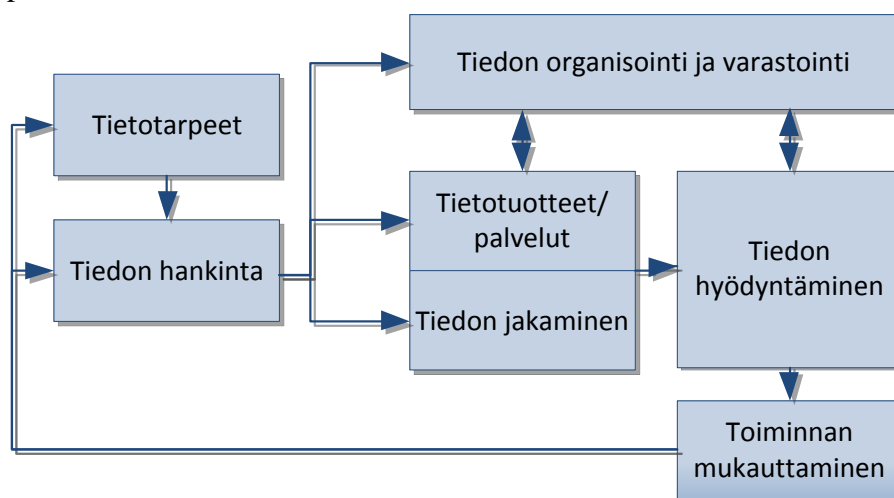 Tiedon organisointi ja varastointi
Tietotarpeet
Tiedon hankinta
Tietotuotteet/
palvelut
Tiedon jakaminen
Tiedon
hyödyntäminen
Toiminnan
mukauttaminen